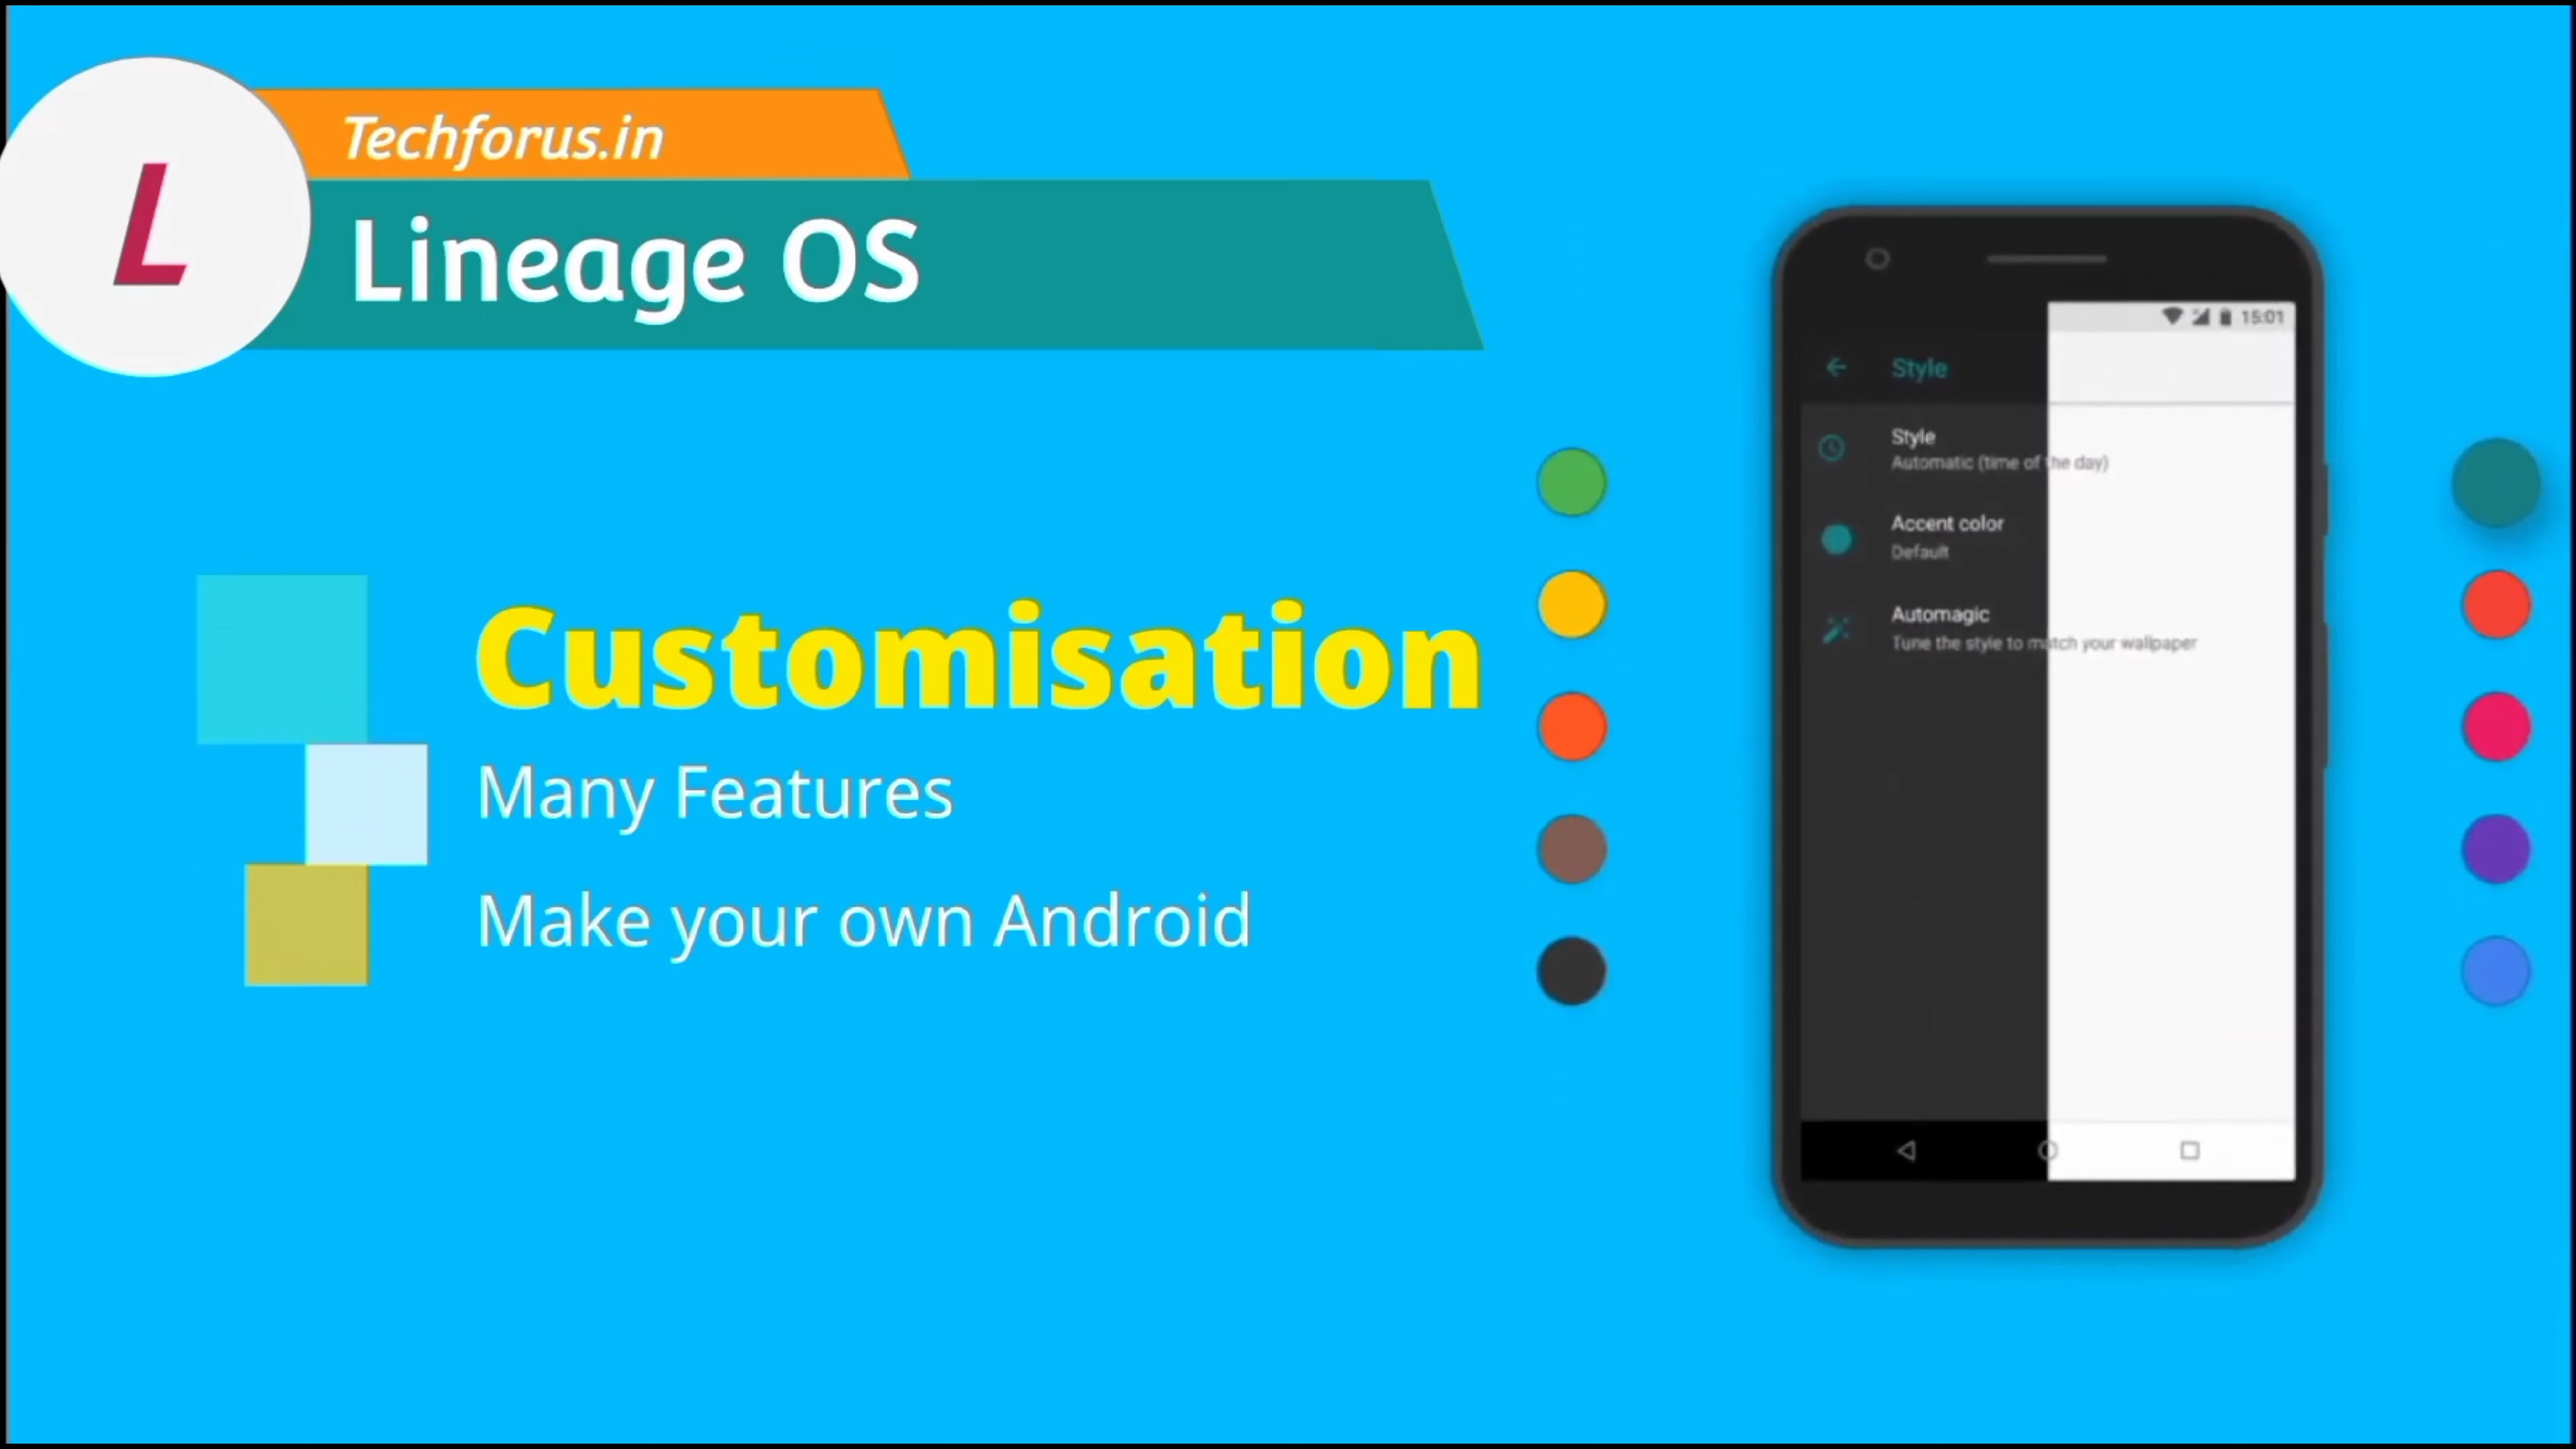 L
Techforus.in
Lineage OS
Customisation
Many Features
Make your own Android
15:01
Style
Style
Automatic (time of the day)
Accent color
Default
Automagic
Tune the style to match your wallpaper